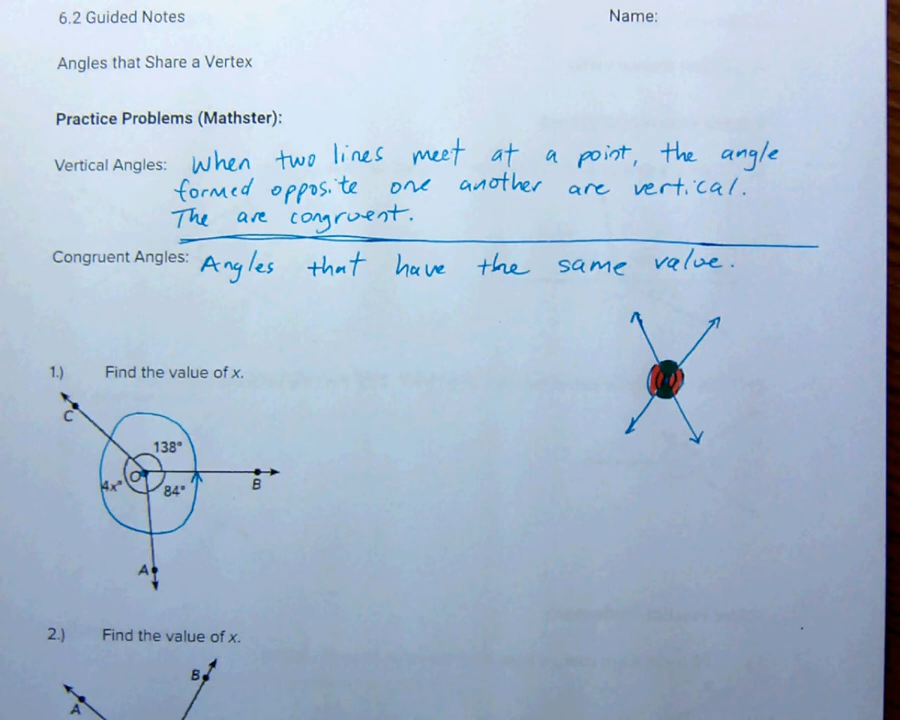 6.2 Guided Notes Name:
Angles that Share a Vertex
Practice Problems (Mathster):
Vertical Angles: When two lines meet at a point, the angle
formed opposite one another are vertical.
The are congruent.
Congruent Angles: Angles that have the same value.
1.) Find the value of x.
C
138°
O
4x°
84°
B
A
2.) Find the value of x.
B
A